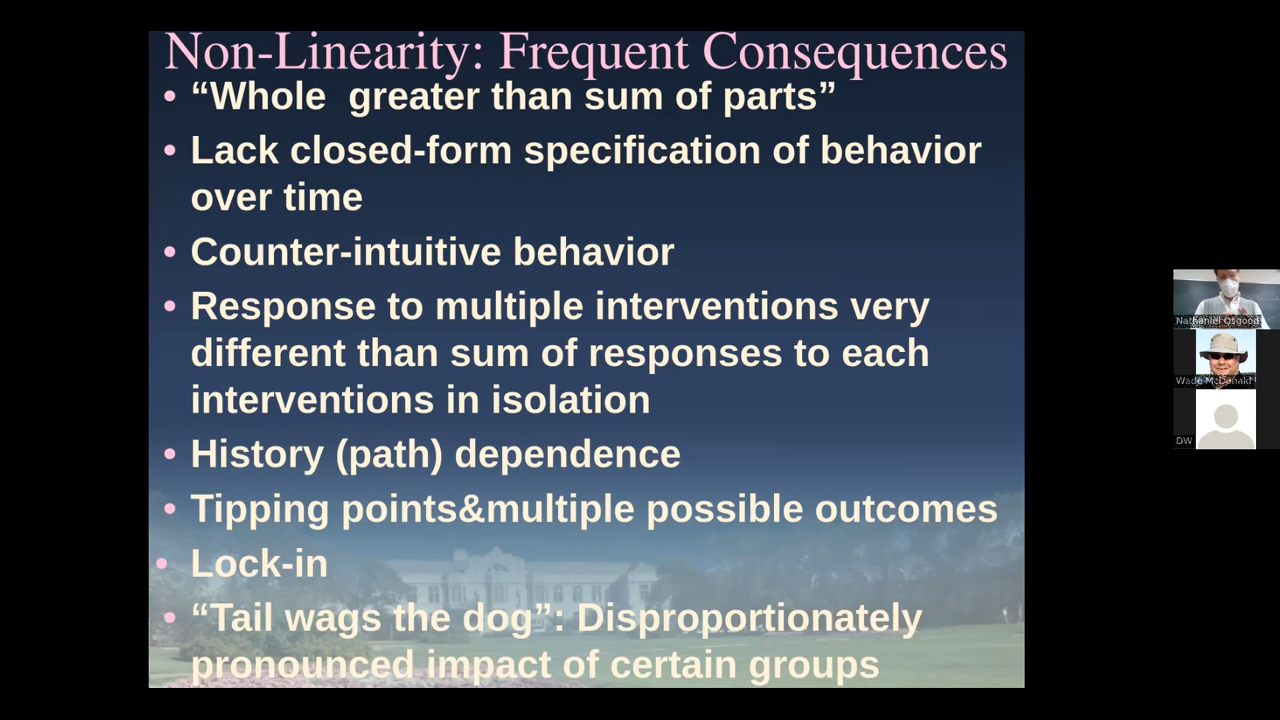 Non-Linearity: Frequent Consequences
• “Whole greater than sum of parts”
• Lack closed-form specification of behavior
over time
• Counter-intuitive behavior
• Response to multiple interventions very
different than sum of responses to each
interventions in isolation
• History (path) dependence
• Tipping points&multiple possible outcomes
• Lock-in
• “Tail wags the dog”: Disproportionately
pronounced impact of certain groups
Nathaniel Osgood
Wade McDonald
DW